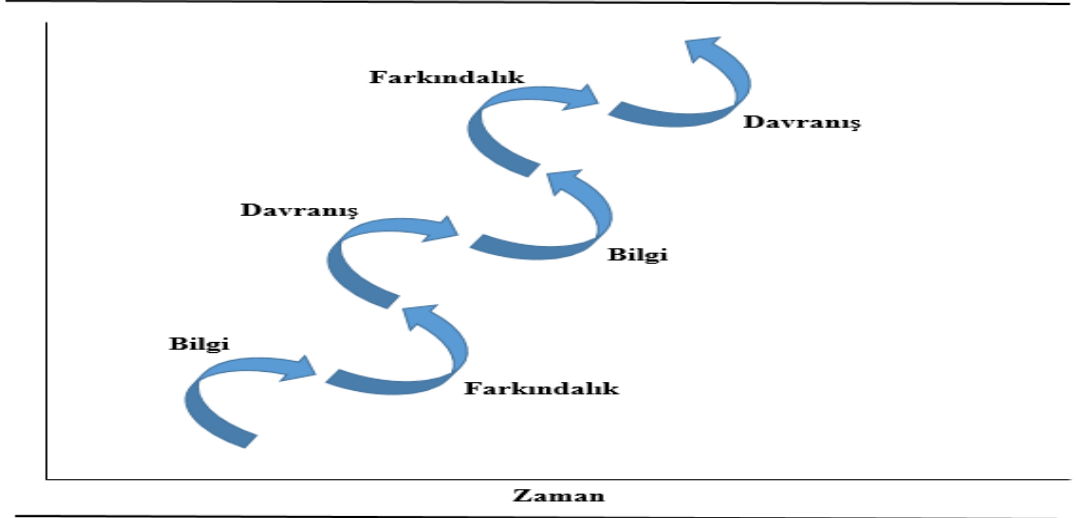 Farkındalık
Davranış
Davranış
Bilgi
Bilgi
Farkındalık
Zaman